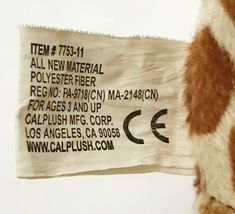 ITEM # 7753-11
ALL NEW MATERIAL
POLYESTER FIBER
REG NO: PA-9718(CN) MA-2148(CN)
FOR AGES 3 AND UP
CALPLUSH MFG. CORP.
LOS ANGELES, CA 90058
WWW.CALPLUSH.COM
CE